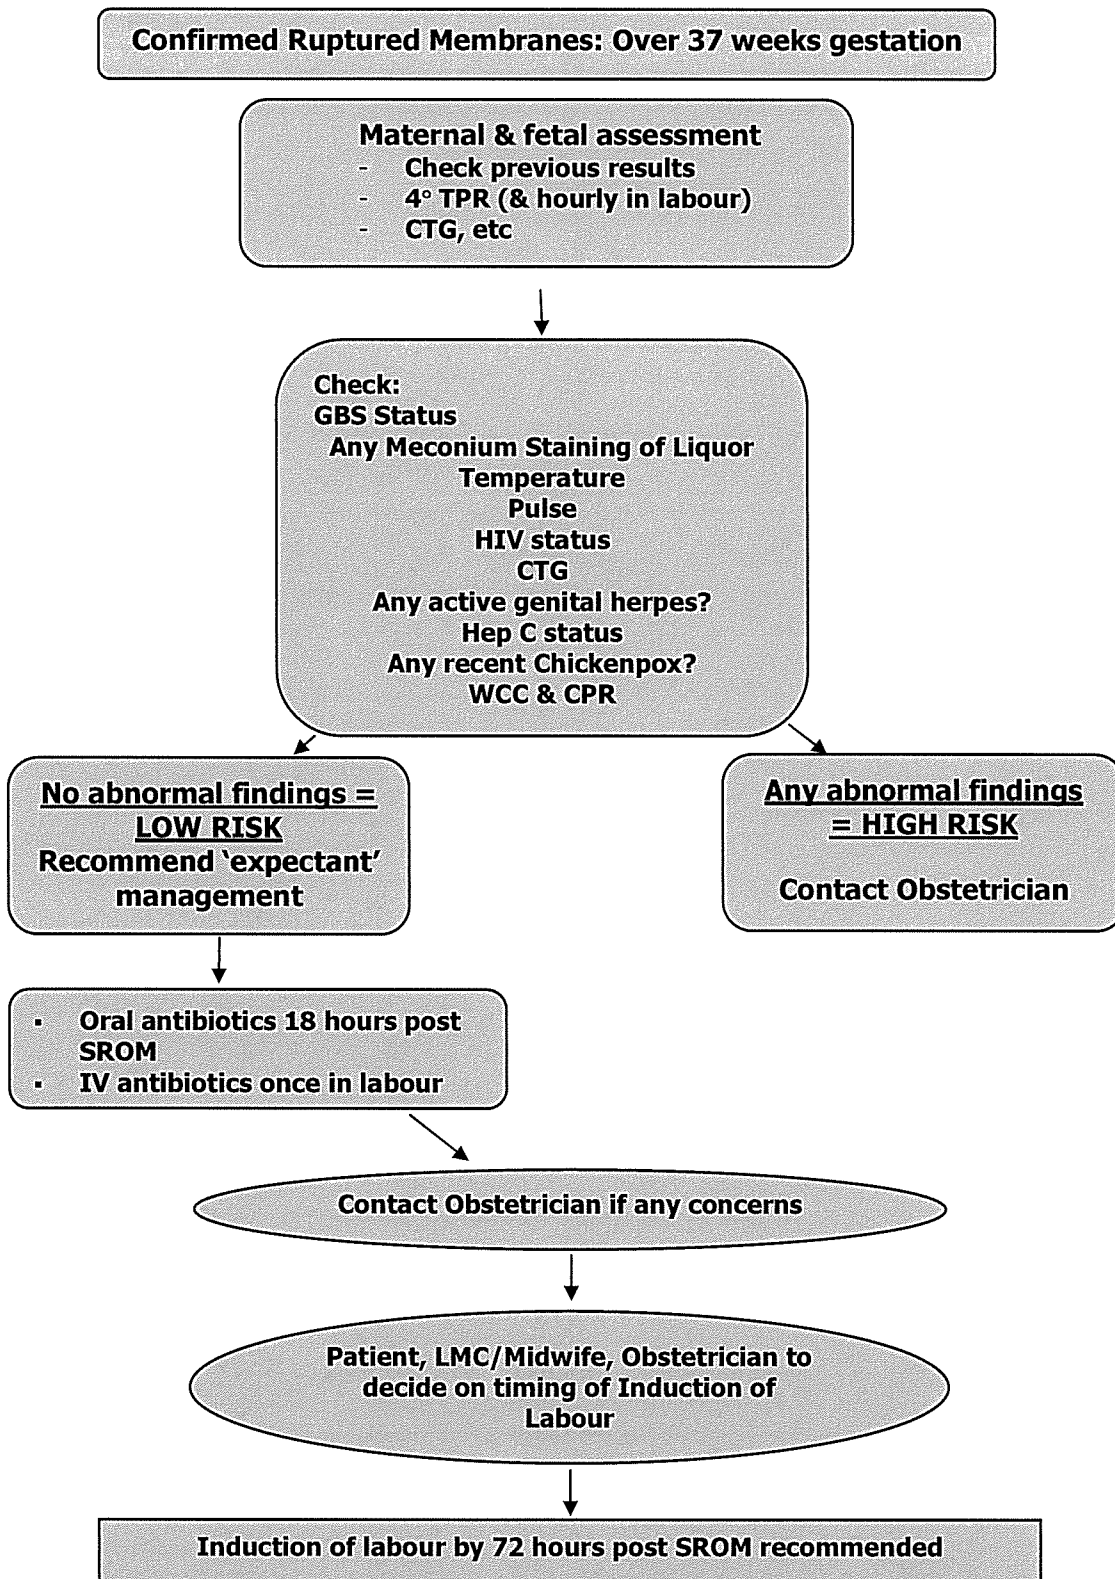 Confirmed Ruptured Membranes: Over 37 weeks gestation
Maternal & fetal assessment
- Check previous results
- 4° TPR (& hourly in labour)
- CTG, etc
Check:
GBS Status
Any Meconium Staining of Liquor
Temperature
Pulse
HIV status
CTG
Any active genital herpes?
Hep C status
Any recent Chickenpox?
WCC & CPR
No abnormal findings =
LOW RISK
Recommend ‘expectant’
management
Any abnormal findings
= HIGH RISK
Contact Obstetrician
▪ Oral antibiotics 18 hours post
SROM
▪ IV antibiotics once in labour
Contact Obstetrician if any concerns
Patient, LMC/Midwife, Obstetrician to
decide on timing of Induction of
Labour
Induction of labour by 72 hours post SROM recommended